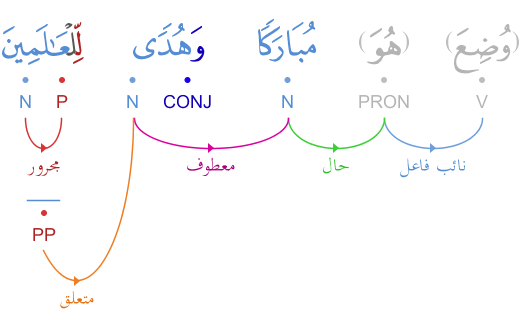 (وُضِعَ) (هُوَ) مُبَارَكًا وَهُدًى لِّلْعَـٰلَمِينَ
V PRON N CONJ N P N
نائب فاعل حال معطوف مجرور
PP
متعلق